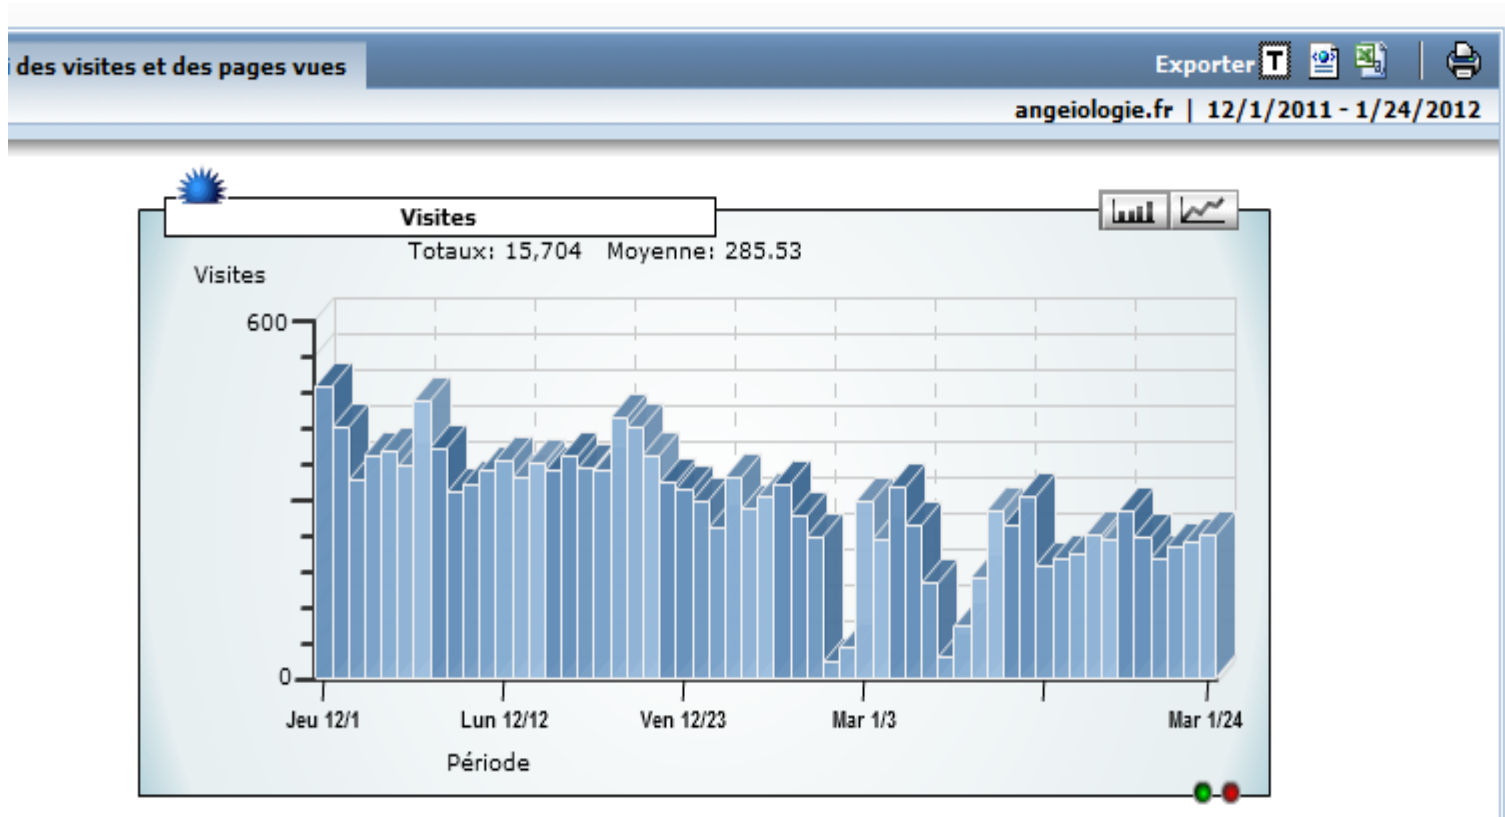 des visites et des pages vues
Exporter T
angeiologie.fr | 12/1/2011 - 1/24/2012
Visites
Totaux: 15,704 Moyenne: 285.53
Visites
600
0
Jeu 12/1 Lun 12/12 Ven 12/23 Mar 1/3 Mar 1/24
Période